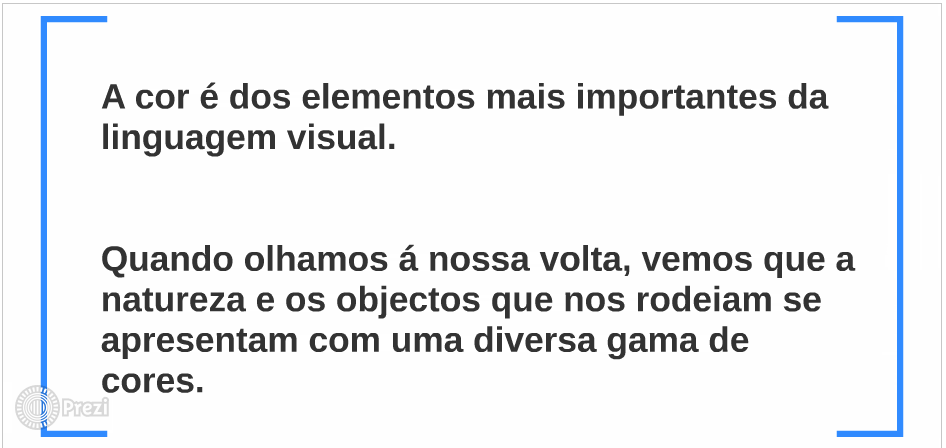 A cor é dos elementos mais importantes da
linguagem visual.
Quando olhamos á nossa volta, vemos que a
natureza e os objectos que nos rodeiam se
apresentam com uma diversa gama de
cores.
Prezi